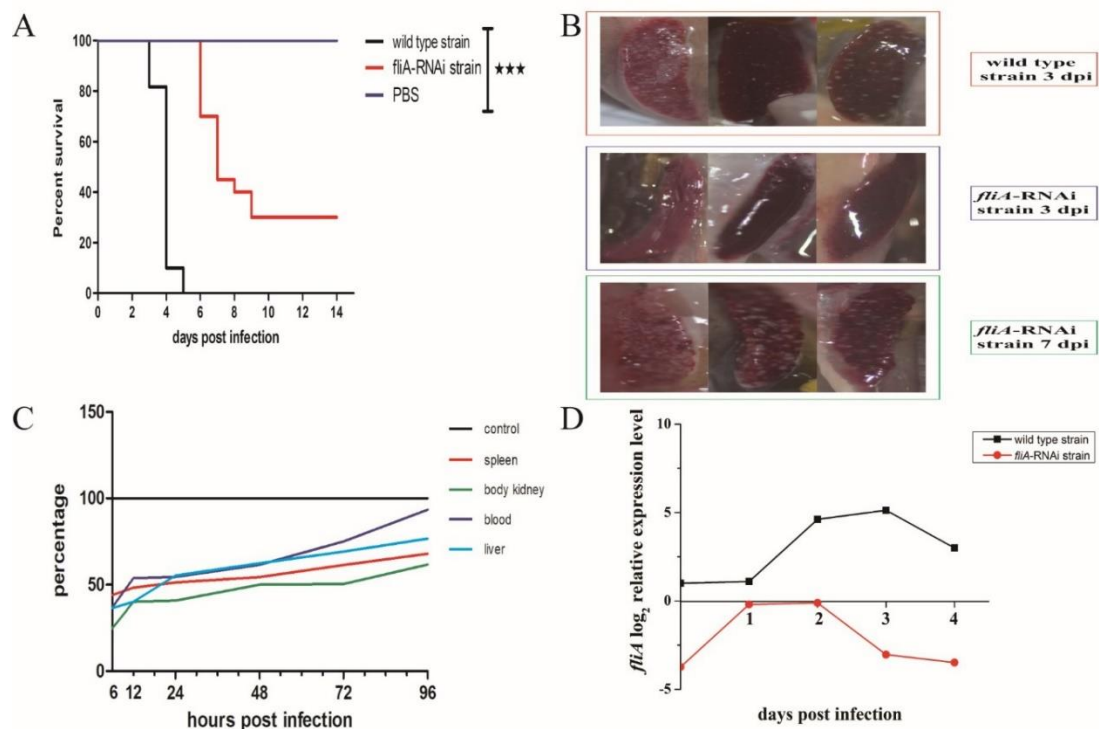 A
100
80
60
40
20
0
Percent survival
0 2 4 6 8 10 12 14
days post infection
wild type strain
fliA-RNAi strain
PBS
★★★
B
wild type
strain 3 dpi
fliA-RNAi
strain 3 dpi
fliA-RNAi
strain 7 dpi
C
150
100
50
0
percentage
6 12 24 48 72 96
hours post infection
control
spleen
body kidney
blood
liver
D
10
5
0
-5
fliA log₂ relative expression level
1 2 3 4
days post infection
wild type strain
fliA-RNAi strain